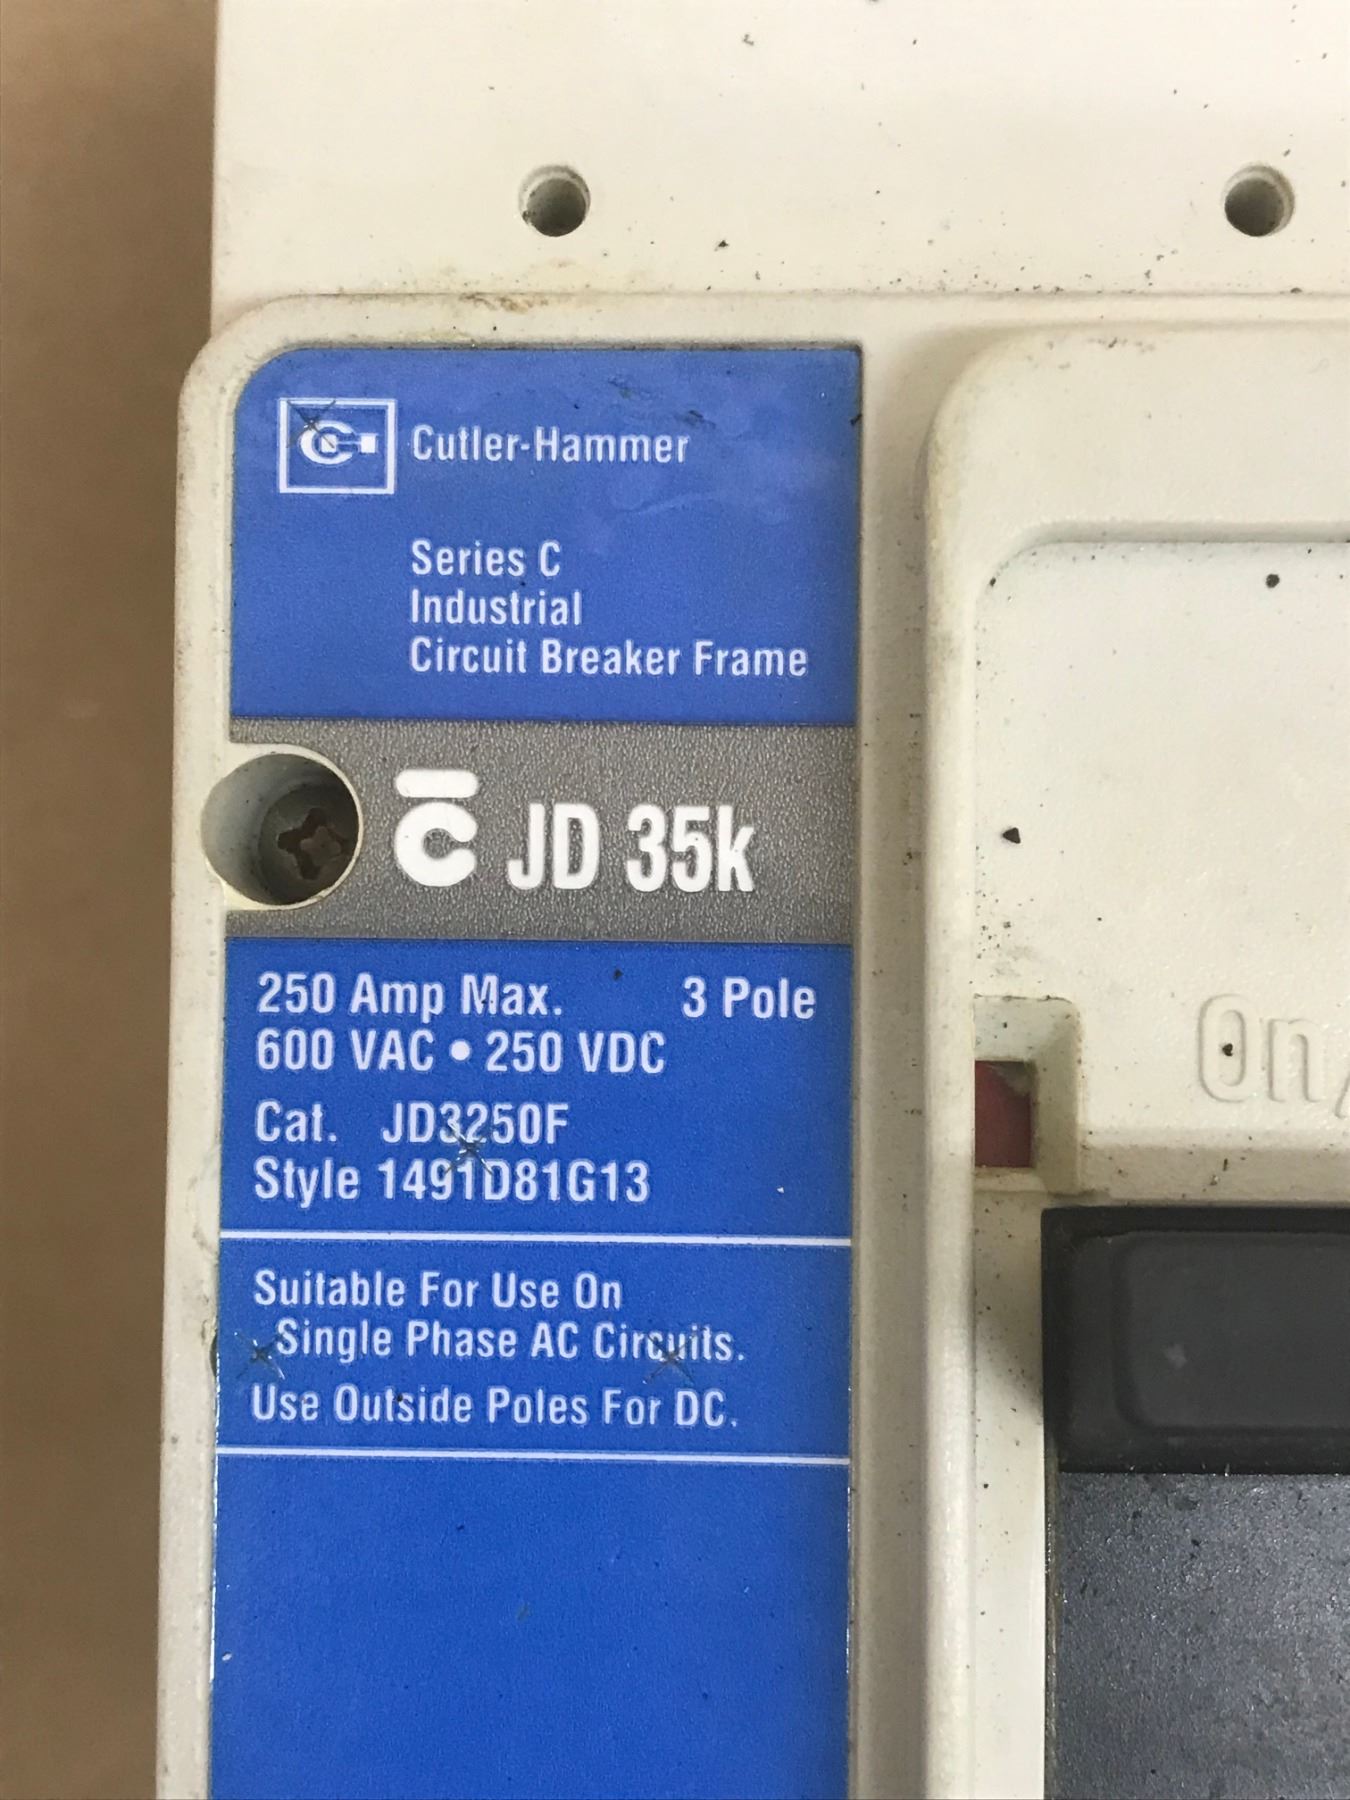 Cutler-Hammer
Series C
Industrial
Circuit Breaker Frame
C JD 35k
250 Amp Max. 3 Pole
600 VAC • 250 VDC
Cat. JD3250F
Style 1491D81G13
Suitable For Use On
Single Phase AC Circuits.
Use Outside Poles For DC.
On/